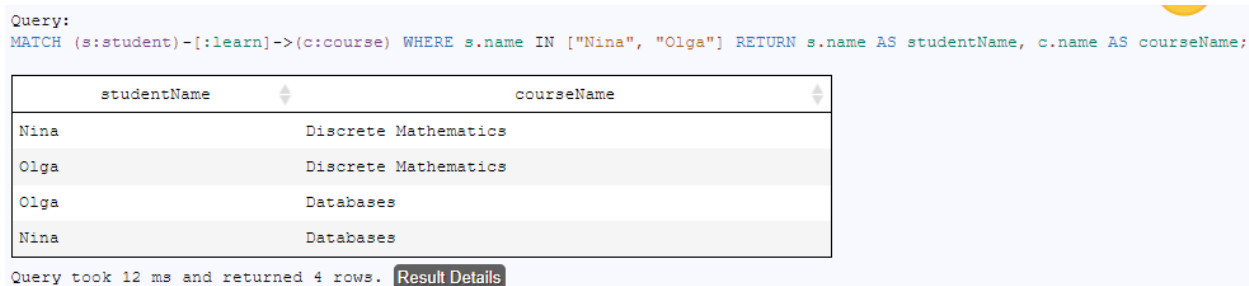 Query:
MATCH (s:student)-[:learn]->(c:course) WHERE s.name IN ["Nina", "Olga"] RETURN s.name AS studentName, c.name AS courseName;
studentName courseName
Nina Discrete Mathematics
Olga Discrete Mathematics
Olga Databases
Nina Databases
Query took 12 ms and returned 4 rows. Result Details